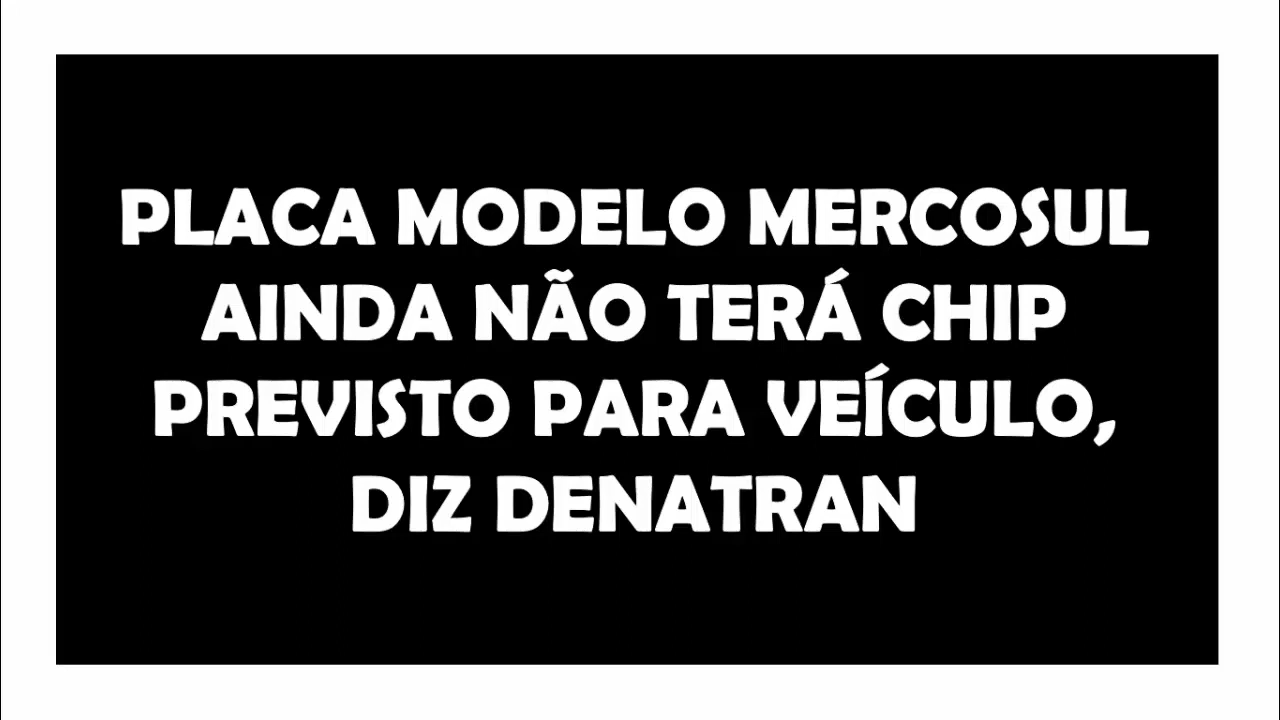 PLACA MODELO MERCOSUL
AINDA NÃO TERÁ CHIP
PREVISTO PARA VEÍCULO,
DIZ DENATRAN